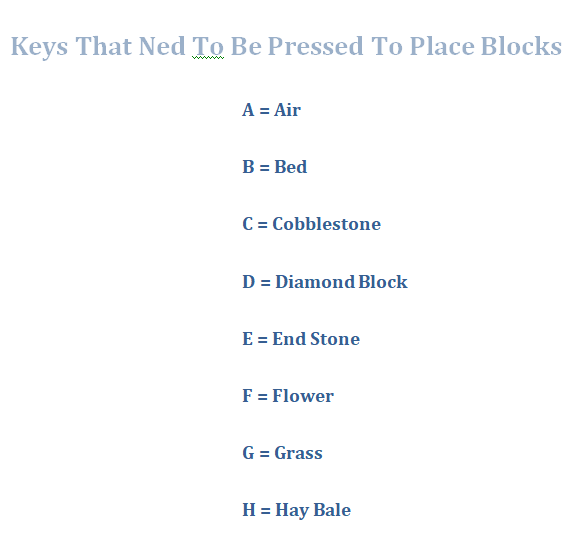 Keys That Ned To Be Pressed To Place Blocks
A = Air
B = Bed
C = Cobblestone
D = Diamond Block
E = End Stone
F = Flower
G = Grass
H = Hay Bale